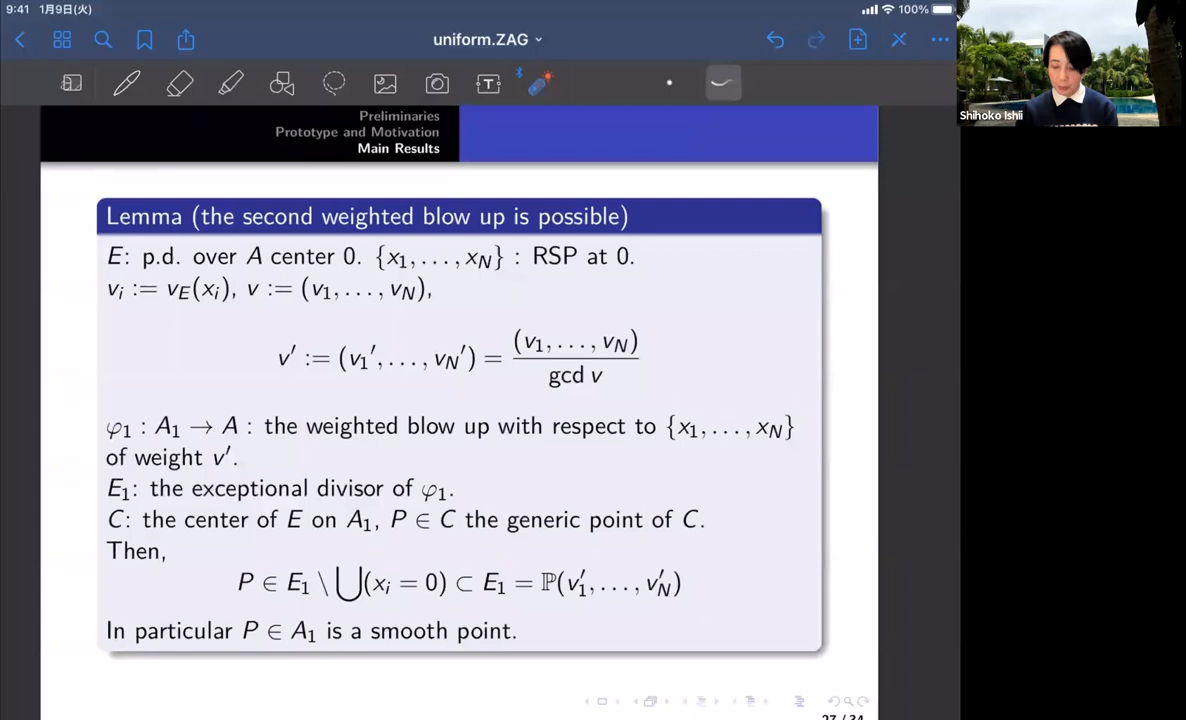 9:41 1月9日(火)
100%
uniform.ZAG
T
Shihoko Ishii
Preliminaries
Prototype and Motivation
Main Results
Lemma (the second weighted blow up is possible)
E: p.d. over A center 0. {x₁, . . . , x_N} : RSP at 0.
vᵢ := v_E(xᵢ), v := (v₁, . . . , v_N),
v′ := (v₁′, . . . , v_N′) = (v₁, . . . , v_N) / gcd v
φ₁ : A₁ → A : the weighted blow up with respect to {x₁, . . . , x_N}
of weight v′.
E₁: the exceptional divisor of φ₁.
C: the center of E on A₁, P ∈ C the generic point of C.
Then,
P ∈ E₁ \ ⋃(xᵢ = 0) ⊂ E₁ = ℙ(v₁′, . . . , v_N′)
In particular P ∈ A₁ is a smooth point.
27 / 34